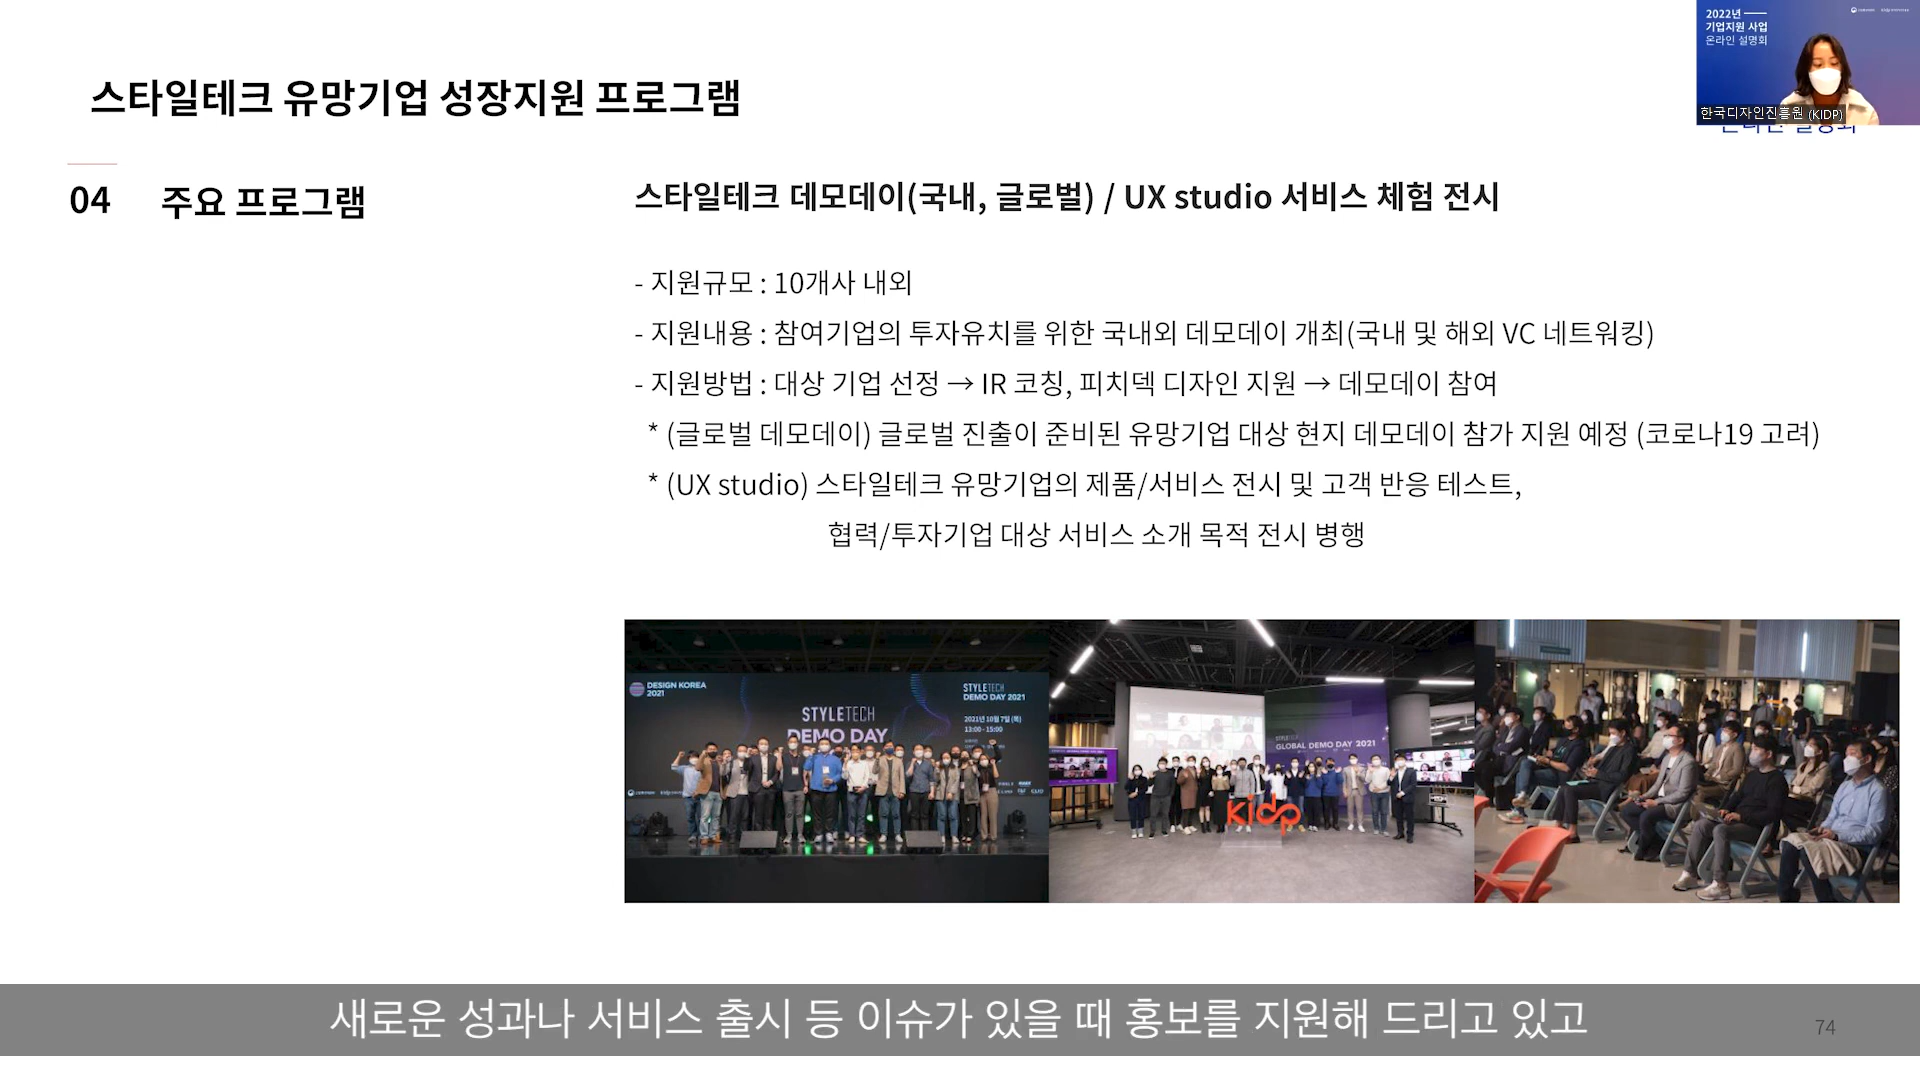 스타일테크 유망기업 성장지원 프로그램
2022년
기업지원 사업
온라인 설명회
한국디자인진흥원 (KIDP)
04 주요 프로그램
스타일테크 데모데이(국내, 글로벌) / UX studio 서비스 체험 전시
- 지원규모 : 10개사 내외
- 지원내용 : 참여기업의 투자유치를 위한 국내외 데모데이 개최(국내 및 해외 VC 네트워킹)
- 지원방법 : 대상 기업 선정 → IR 코칭, 피치덱 디자인 지원 → 데모데이 참여
* (글로벌 데모데이) 글로벌 진출이 준비된 유망기업 대상 현지 데모데이 참가 지원 예정 (코로나19 고려)
* (UX studio) 스타일테크 유망기업의 제품/서비스 전시 및 고객 반응 테스트,
협력/투자기업 대상 서비스 소개 목적 전시 병행
DESIGN KOREA
2021
STYLETECH
DEMO DAY 2021
2021년 10월 7일 (목)
13:00 - 15:00
STYLETECH
DEMO DAY
STYLETECH
GLOBAL DEMO DAY 2021
kidp
새로운 성과나 서비스 출시 등 이슈가 있을 때 홍보를 지원해 드리고 있고
74